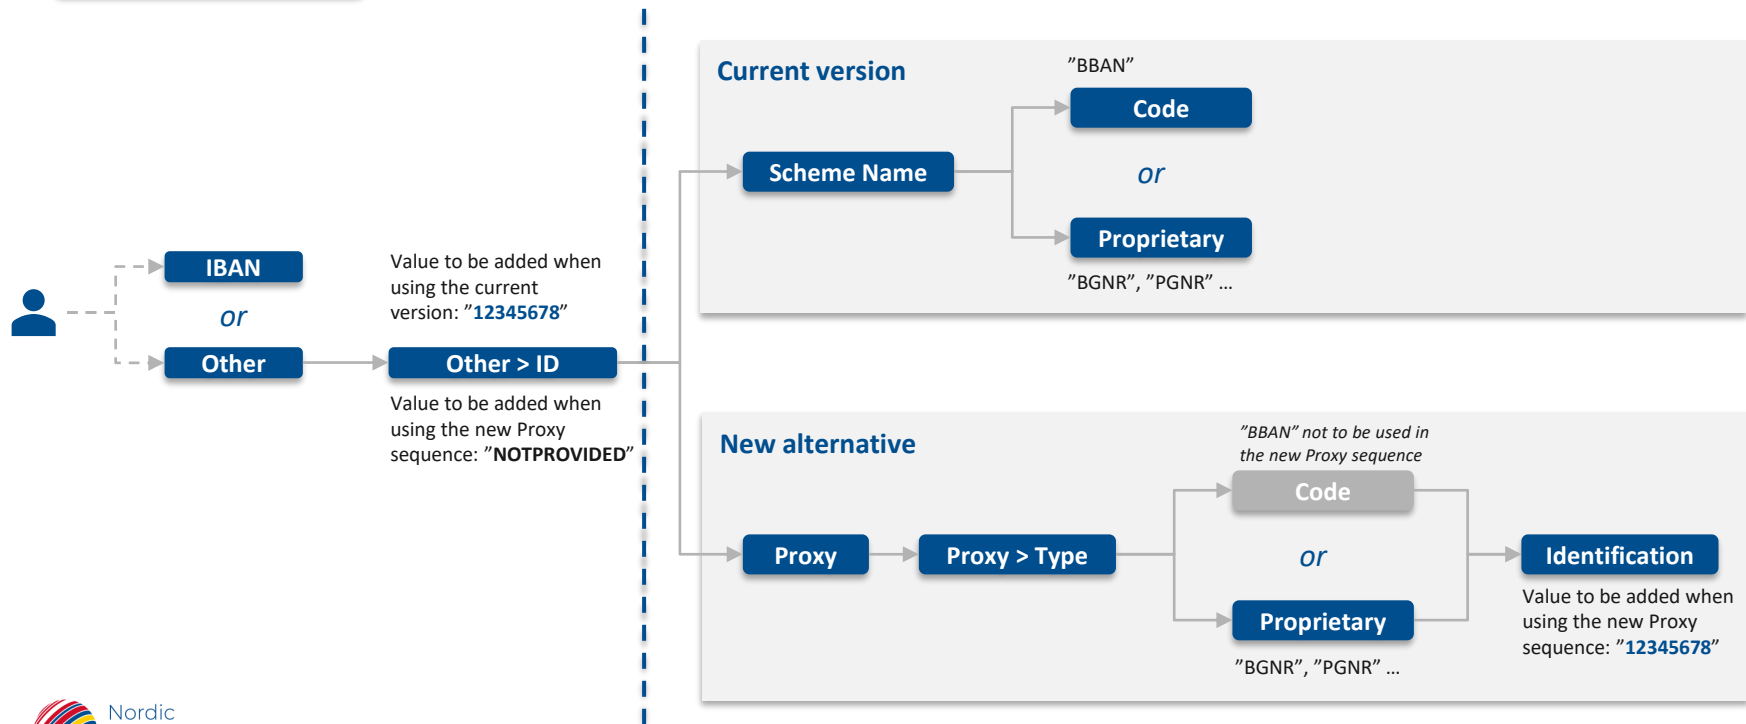 Current version
"BBAN"
Code
Scheme Name
or
Proprietary
"BGNR", "PGNR" ...
IBAN
or
Other
Value to be added when
using the current
version: "12345678"
Other > ID
Value to be added when
using the new Proxy
sequence: "NOTPROVIDED"
New alternative
"BBAN" not to be used in
the new Proxy sequence
Code
Proxy
Proxy > Type
or
Identification
Proprietary
"BGNR", "PGNR" ...
Value to be added when
using the new Proxy
sequence: "12345678"
Nordic